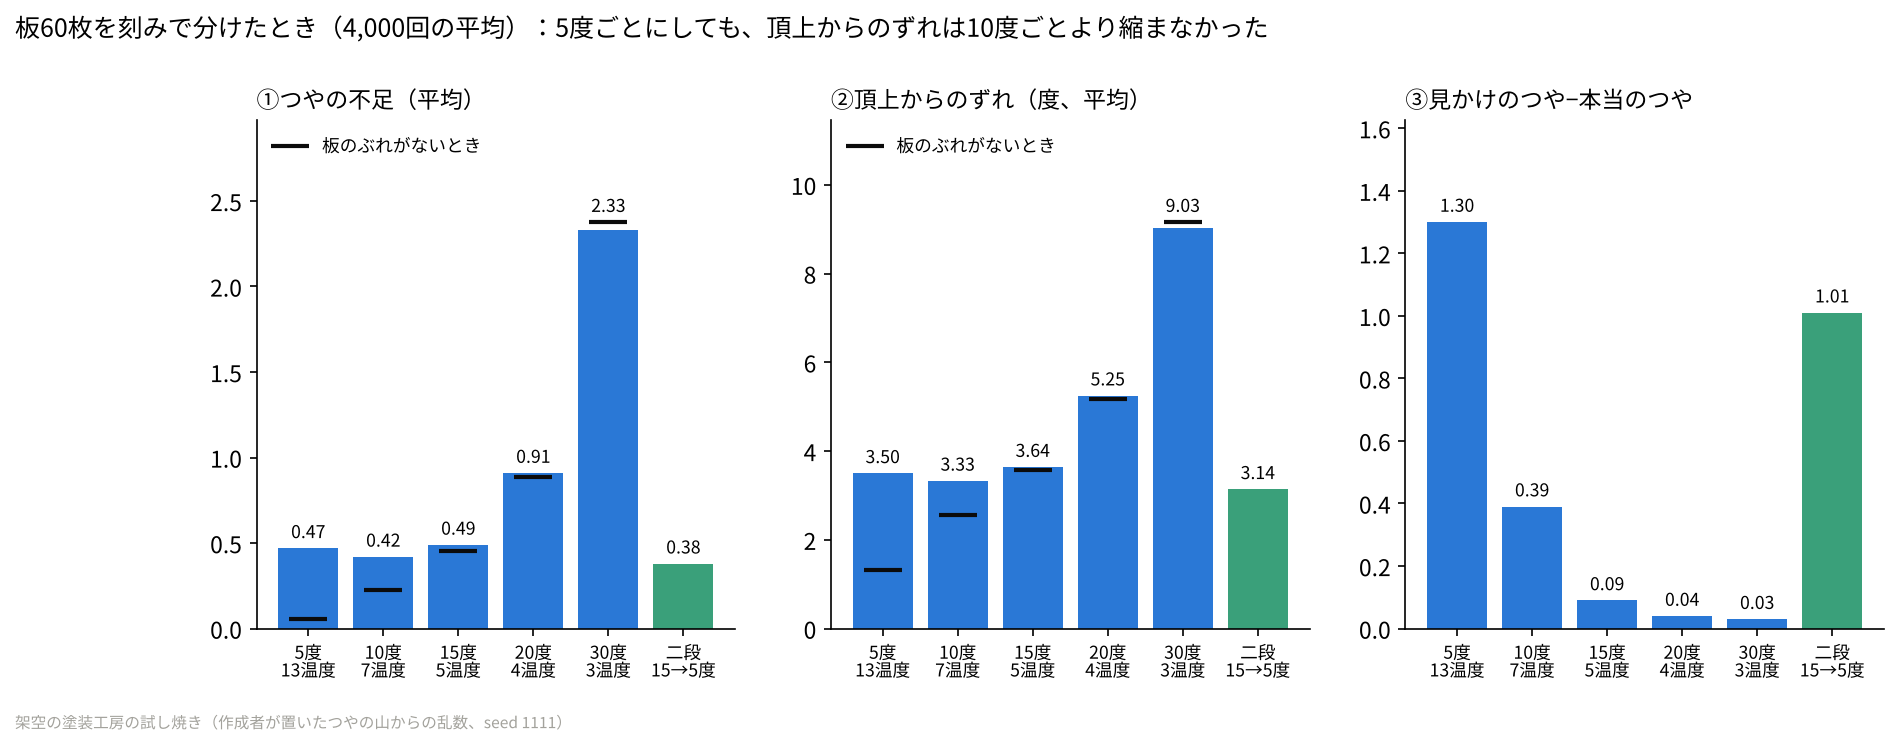 板60枚を刻みで分けたとき（4,000回の平均）：5度ごとにしても、頂上からのずれは10度ごとより縮まなかった
①つやの不足（平均）
板のぶれがないとき
2.5
2.0
1.5
1.0
0.5
0.0
0.47
0.42
0.49
0.91
2.33
0.38
5度
13温度
10度
7温度
15度
5温度
20度
4温度
30度
3温度
二段
15→5度
②頂上からのずれ（度、平均）
板のぶれがないとき
10
8
6
4
2
0
3.50
3.33
3.64
5.25
9.03
3.14
5度
13温度
10度
7温度
15度
5温度
20度
4温度
30度
3温度
二段
15→5度
③見かけのつや−本当のつや
1.6
1.4
1.2
1.0
0.8
0.6
0.4
0.2
0.0
1.30
0.39
0.09
0.04
0.03
1.01
5度
13温度
10度
7温度
15度
5温度
20度
4温度
30度
3温度
二段
15→5度
架空の塗装工房の試し焼き（作成者が置いたつやの山からの乱数、seed 1111）